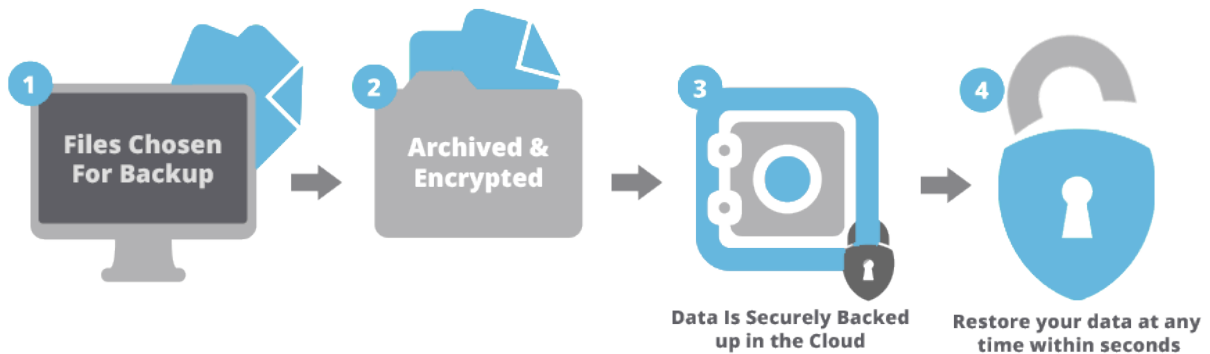 1
Files Chosen
For Backup
2
Archived &
Encrypted
3
Data Is Securely Backed
up in the Cloud
4
Restore your data at any
time within seconds